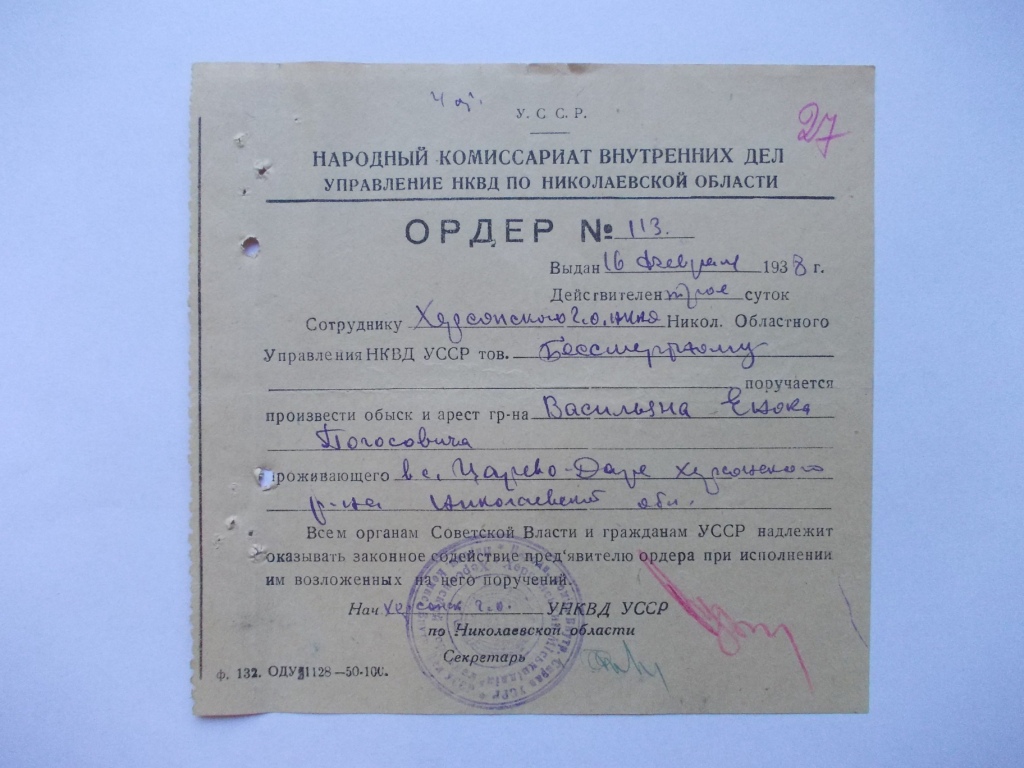 У. С С Р.
27
НАРОДНЫЙ КОМИССАРИАТ ВНУТРЕННИХ ДЕЛ
УПРАВЛЕНИЕ НКВД ПО НИКОЛАЕВСКОЙ ОБЛАСТИ
ОРДЕР № 113.
Выдан 16 февраля 1938 г.
Действителен трое суток
Сотруднику Херсонского г.о. НКВД Никол. Областного
Управления НКВД УССР тов. Бессмертному
поручается
произвести обыск и арест гр-на Васильяна
Погосовича
проживающего в с. Царево-Даре Херсонского
р-на Николаевской обл.
Всем органам Советской Власти и гражданам УССР надлежит
оказывать законное содействие пред'явителю ордера при исполнении
им возложенных на него поручений.
Нач Херсонск г.о. УНКВД УССР
по Николаевской области
Секретарь
ф. 132. ОДУ 1128—50-100.